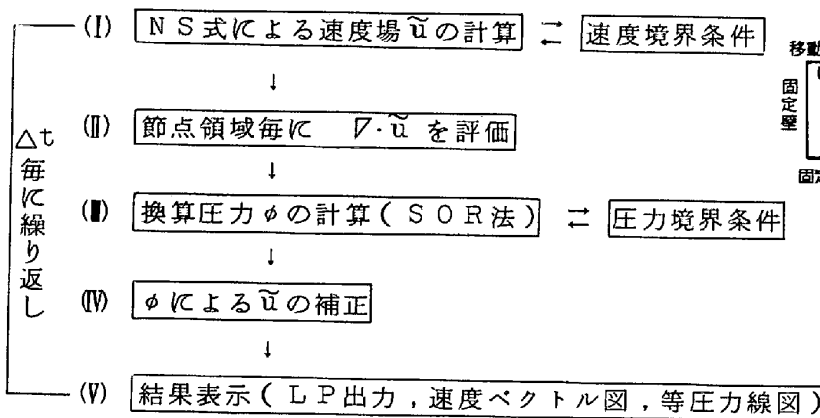 (Ⅰ) NS式による速度場ũの計算 ⇄ 速度境界条件
↓
(Ⅱ) 節点領域毎に ∇·ũ を評価
↓
(Ⅲ) 換算圧力φの計算(SOR法) ⇄ 圧力境界条件
↓
(Ⅳ) φによるũの補正
↓
(Ⅴ) 結果表示(LP出力,速度ベクトル図,等圧力線図)
△t毎に繰り返し
移動
固定壁
固定